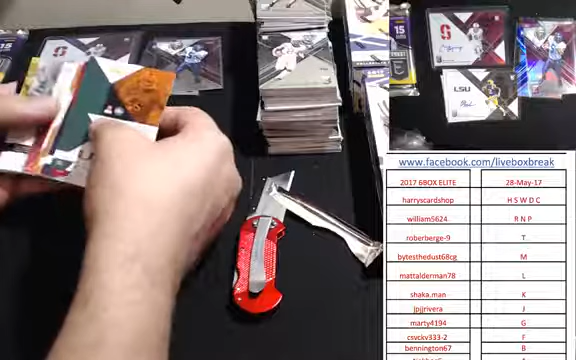 15
LSU
www.facebook.com/liveboxbreak
2017 6BOX ELITE 28-May-17
harryscardshop H S W D C
william5624 R N P
roberberge-9 T
bytesthedust68cg M
mattalderman78 L
shaka.man K
jpjjrivera J
marty4194 G
csvckv333-2 F
bennington67 B